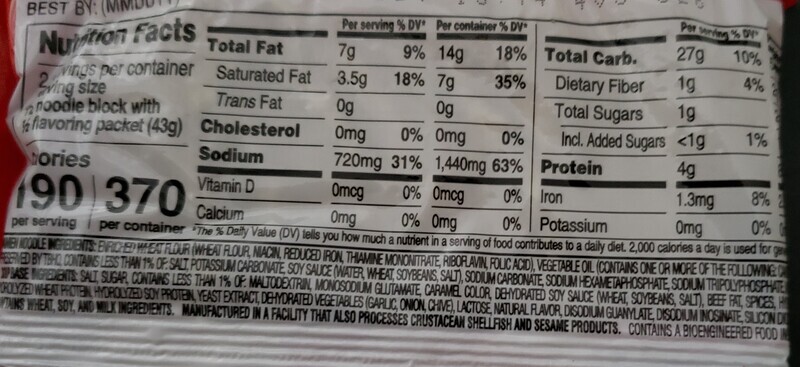 BEST BY: (MMDDYY)
Nutrition Facts
2 servings per container
serving size
noodle block with
flavoring packet (43g)
Calories
190 370
per serving per container
Per serving % DV* Per container % DV*
Total Fat 7g 9% 14g 18%
Saturated Fat 3.5g 18% 7g 35%
Trans Fat 0g 0g
Cholesterol 0mg 0% 0mg 0%
Sodium 720mg 31% 1,440mg 63%
Vitamin D 0mcg 0% 0mcg 0%
Calcium 0mg 0% 0mg 0%
Per serving % DV*
Total Carb. 27g 10%
Dietary Fiber 1g 4%
Total Sugars 1g
Incl. Added Sugars <1g 1%
Protein 4g
Iron 1.3mg 8%
Potassium 0mg 0%
*The % Daily Value (DV) tells you how much a nutrient in a serving of food contributes to a daily diet. 2,000 calories a day is used for
NOODLE INGREDIENTS: ENRICHED WHEAT FLOUR (WHEAT FLOUR, NIACIN, REDUCED IRON, THIAMINE MONONITRATE, RIBOFLAVIN, FOLIC ACID), VEGETABLE OIL (CONTAINS ONE OR MORE OF THE FOLLOWING:
BY TBHQ, CONTAINS LESS THAN 1% OF: SALT, POTASSIUM CARBONATE, SOY SAUCE (WATER, WHEAT, SOYBEANS, SALT), SODIUM CARBONATE, SODIUM HEXAMETAPHOSPHATE, SODIUM TRIPOLYPHOSPHATE
BASE INGREDIENTS: SALT, SUGAR, CONTAINS LESS THAN 1% OF: MALTODEXTRIN, MONOSODIUM GLUTAMATE, CARAMEL COLOR, DEHYDRATED SOY SAUCE (WHEAT, SOYBEANS, SALT), BEEF FAT, SPICES,
WHEAT PROTEIN, HYDROLYZED SOY PROTEIN, YEAST EXTRACT, DEHYDRATED VEGETABLES (GARLIC, ONION, CHIVE), LACTOSE, NATURAL FLAVOR, DISODIUM GUANYLATE, DISODIUM INOSINATE, SILICON
WHEAT, SOY, AND MILK INGREDIENTS. MANUFACTURED IN A FACILITY THAT ALSO PROCESSES CRUSTACEAN SHELLFISH AND SESAME PRODUCTS. CONTAINS A BIOENGINEERED FOOD